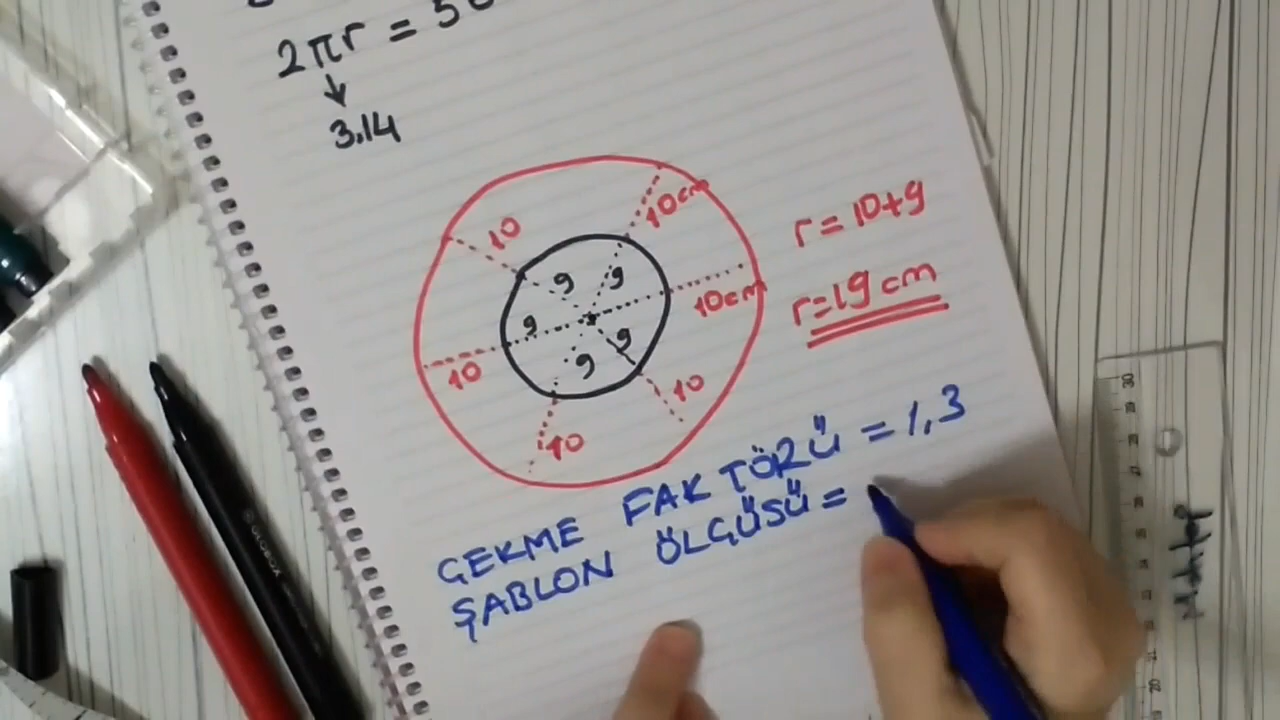 2πr = 50
3.14
10
10cm
9
9
10cm
9
9
9
10
10
10
r = 10+9
r = 19 cm
ÇEKME FAKTÖRÜ = 1,3
ŞABLON ÖLÇÜSÜ =